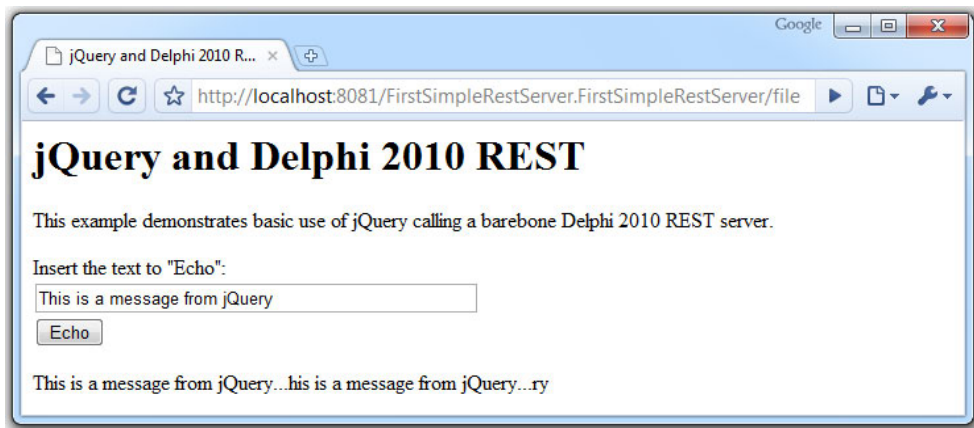 Google
jQuery and Delphi 2010 R...
http://localhost:8081/FirstSimpleRestServer.FirstSimpleRestServer/file
jQuery and Delphi 2010 REST
This example demonstrates basic use of jQuery calling a barebone Delphi 2010 REST server.
Insert the text to "Echo":
This is a message from jQuery
Echo
This is a message from jQuery...his is a message from jQuery...ry